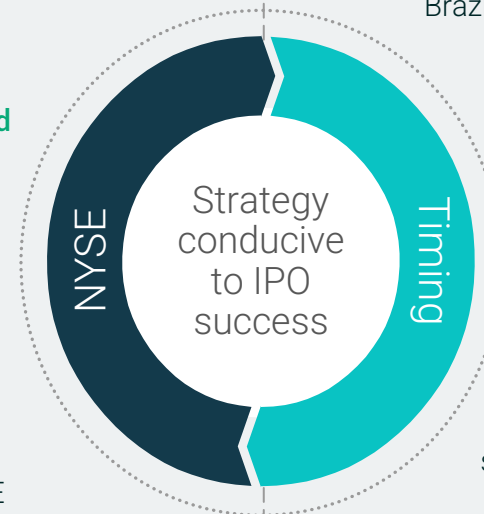 Braz
d
NYSE
Strategy
conducive
to IPO
success
Timing
s
E